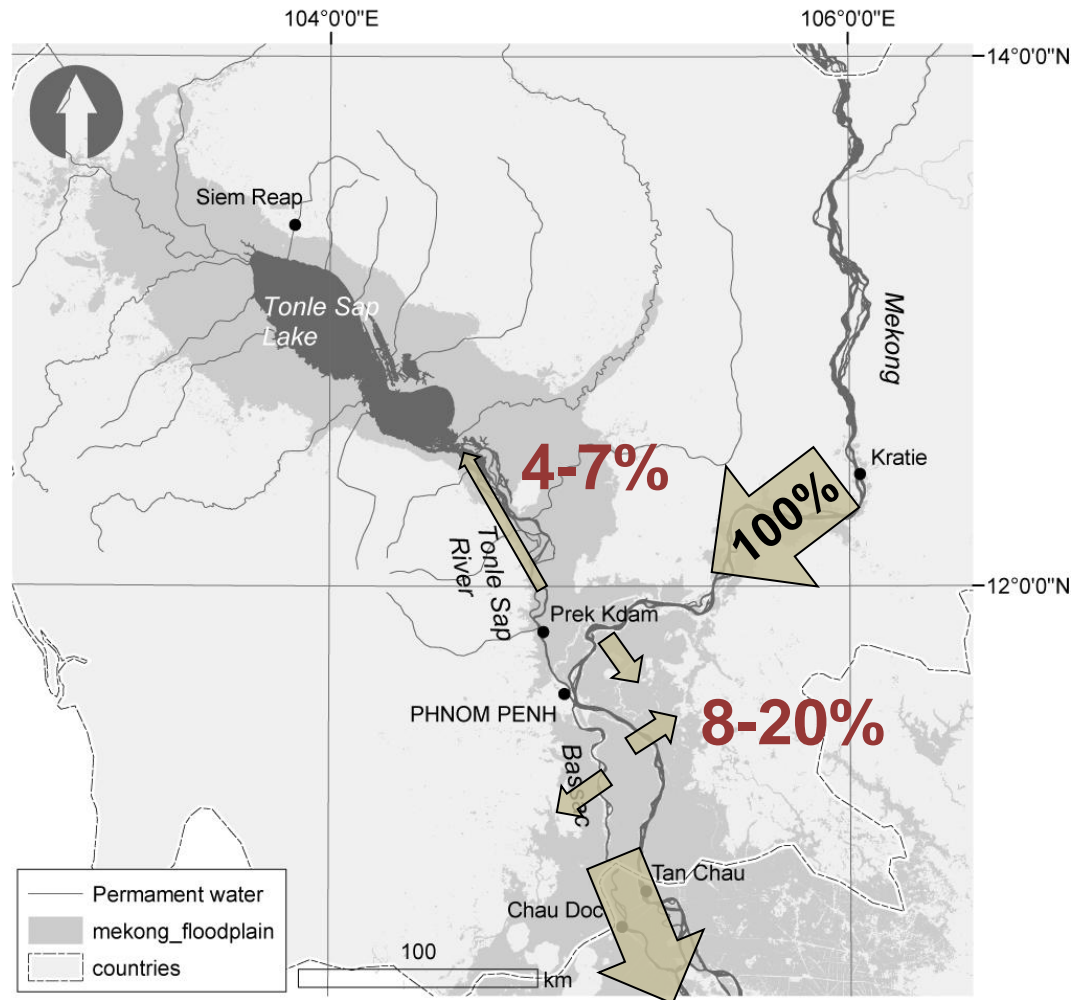 104°0'0"E
106°0'0"E
14°0'0"N
Siem Reap
Tonle Sap
Lake
Mekong
Kratie
4-7%
100%
Tonle Sap
River
12°0'0"N
Prek Kdam
PHNOM PENH
8-20%
Bassac
Tan Chau
Chau Doc
Permament water
mekong_floodplain
countries
100
km